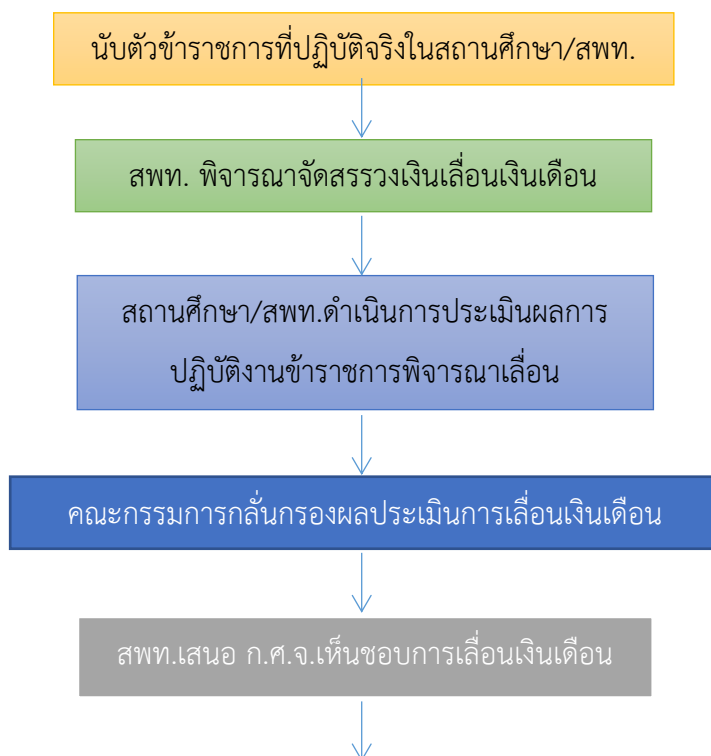 นับตัวข้าราชการที่ปฏิบัติจริงในสถานศึกษา/สพท.
สพท. พิจารณาจัดสรรวงเงินเลื่อนเงินเดือน
สถานศึกษา/สพท.ดำเนินการประเมินผลการ
ปฏิบัติงานข้าราชการพิจารณาเลื่อน
คณะกรรมการกลั่นกรองผลประเมินการเลื่อนเงินเดือน
สพท.เสนอ ก.ศ.จ.เห็นชอบการเลื่อนเงินเดือน